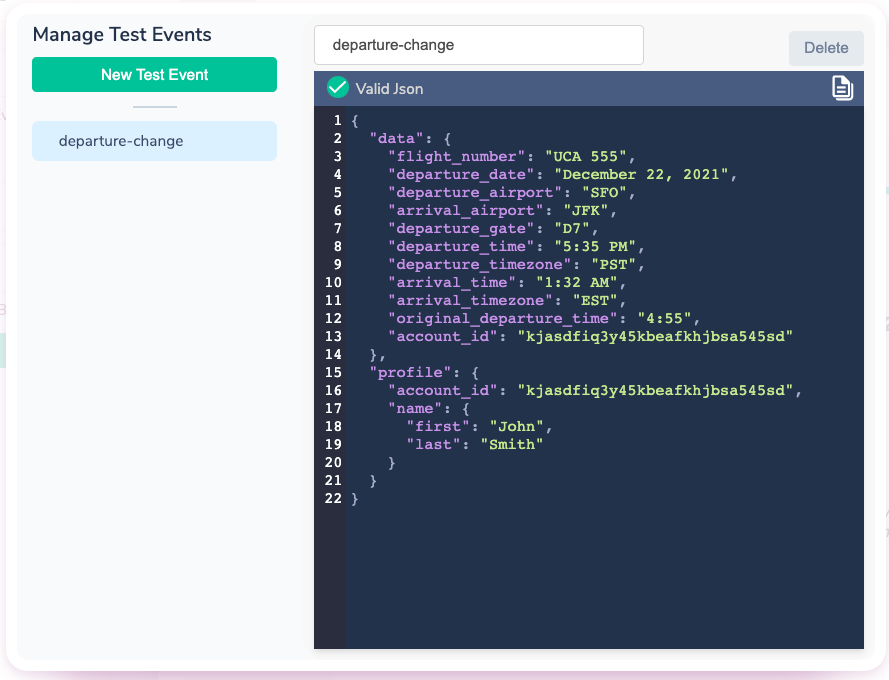 Manage Test Events
New Test Event
departure-change
departure-change
Delete
Valid Json
1 {
2   "data": {
3     "flight_number": "UCA 555",
4     "departure_date": "December 22, 2021",
5     "departure_airport": "SFO",
6     "arrival_airport": "JFK",
7     "departure_gate": "D7",
8     "departure_time": "5:35 PM",
9     "departure_timezone": "PST",
10     "arrival_time": "1:32 AM",
11     "arrival_timezone": "EST",
12     "original_departure_time": "4:55",
13     "account_id": "kjasdfiq3y45kbeafkhjbsa545sd"
14   },
15   "profile": {
16     "account_id": "kjasdfiq3y45kbeafkhjbsa545sd",
17     "name": {
18       "first": "John",
19       "last": "Smith"
20     }
21   }
22 }